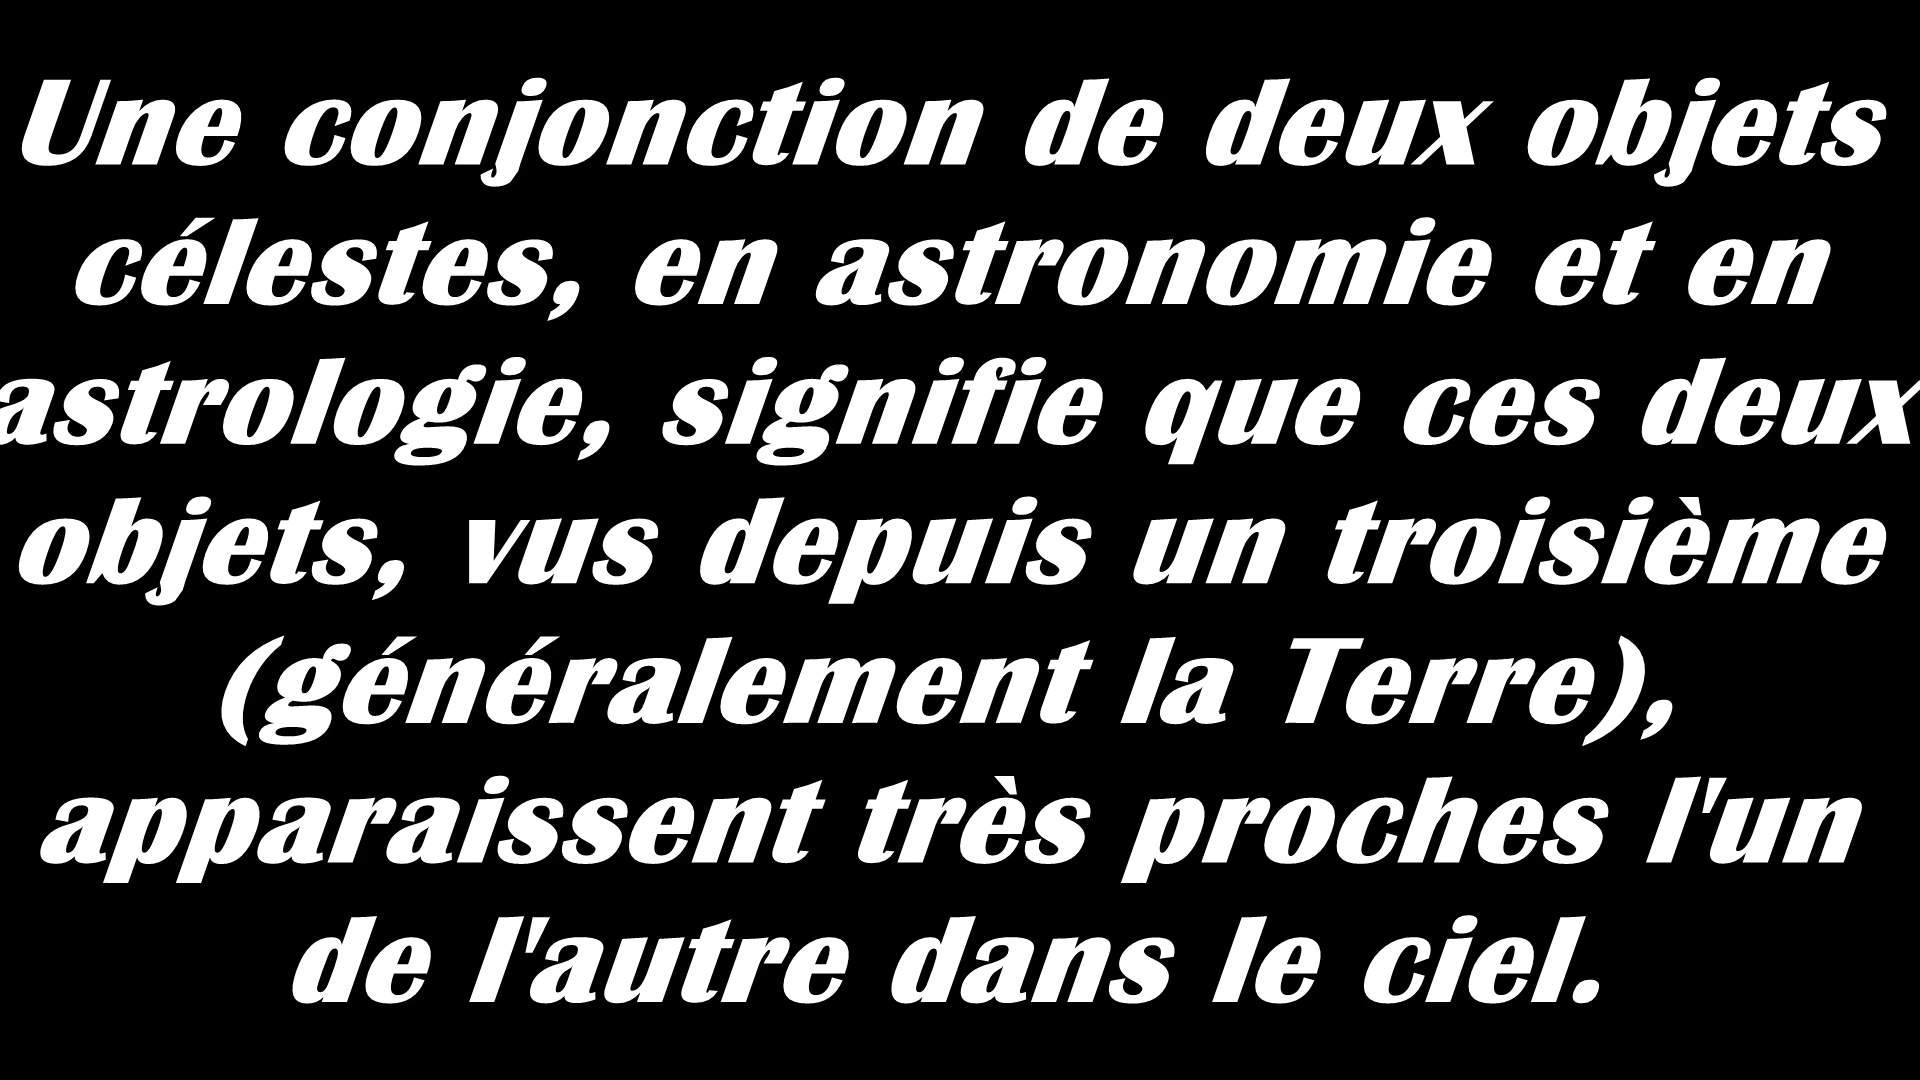 Une conjonction de deux objets
célestes, en astronomie et en
astrologie, signifie que ces deux
objets, vus depuis un troisième
(généralement la Terre),
apparaissent très proches l'un
de l'autre dans le ciel.